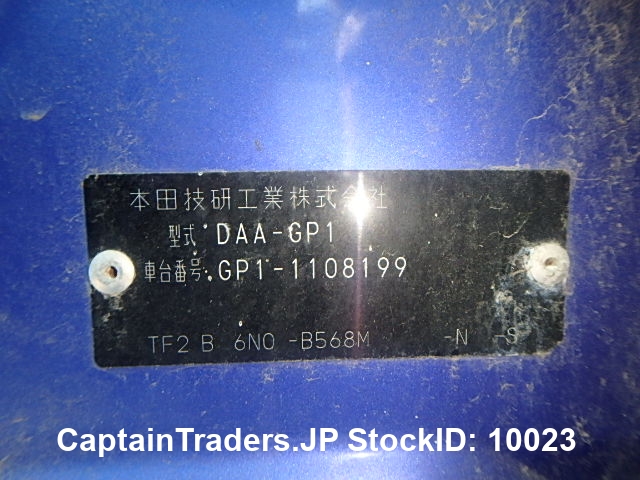 本田技研工業株式会社
型式 DAA-GP1
車台番号 GP1-1108199
TF2 B 6N0 -B568M -N -S
CaptainTraders.JP StockID: 10023